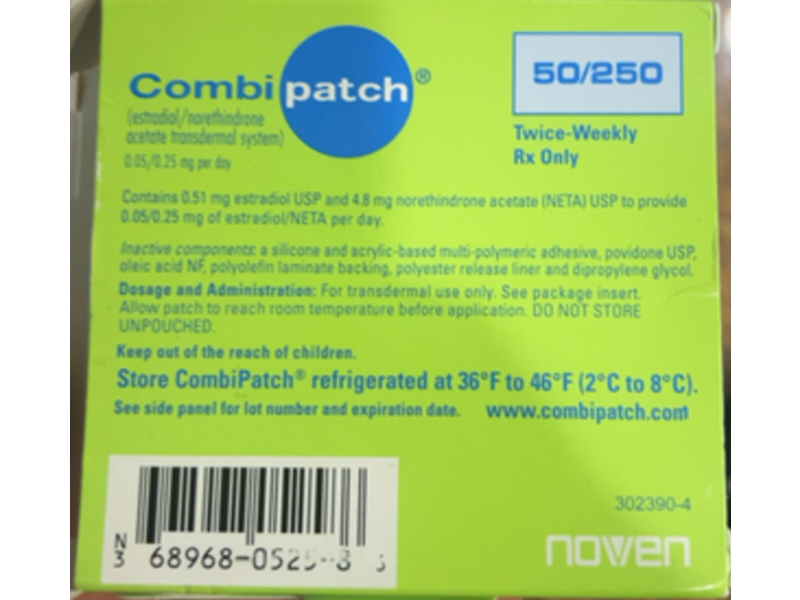 Combipatch®
50/250
(estradiol/norethindrone
acetate transdermal system)
0.05/0.25 mg per day
Twice-Weekly
Rx Only
Contains 0.51 mg estradiol USP and 4.8 mg norethindrone acetate (NETA) USP to provide
0.05/0.25 mg of estradiol/NETA per day.
Inactive components: a silicone and acrylic-based multi-polymeric adhesive, povidone USP,
oleic acid NF, polyolefin laminate backing, polyester release liner and dipropylene glycol.
Dosage and Administration: For transdermal use only. See package insert.
Allow patch to reach room temperature before application. DO NOT STORE
UNPOUCHED.
Keep out of the reach of children.
Store CombiPatch® refrigerated at 36°F to 46°F (2°C to 8°C).
See side panel for lot number and expiration date. www.combipatch.com
302390-4
N
3 68968-0525-8
noven